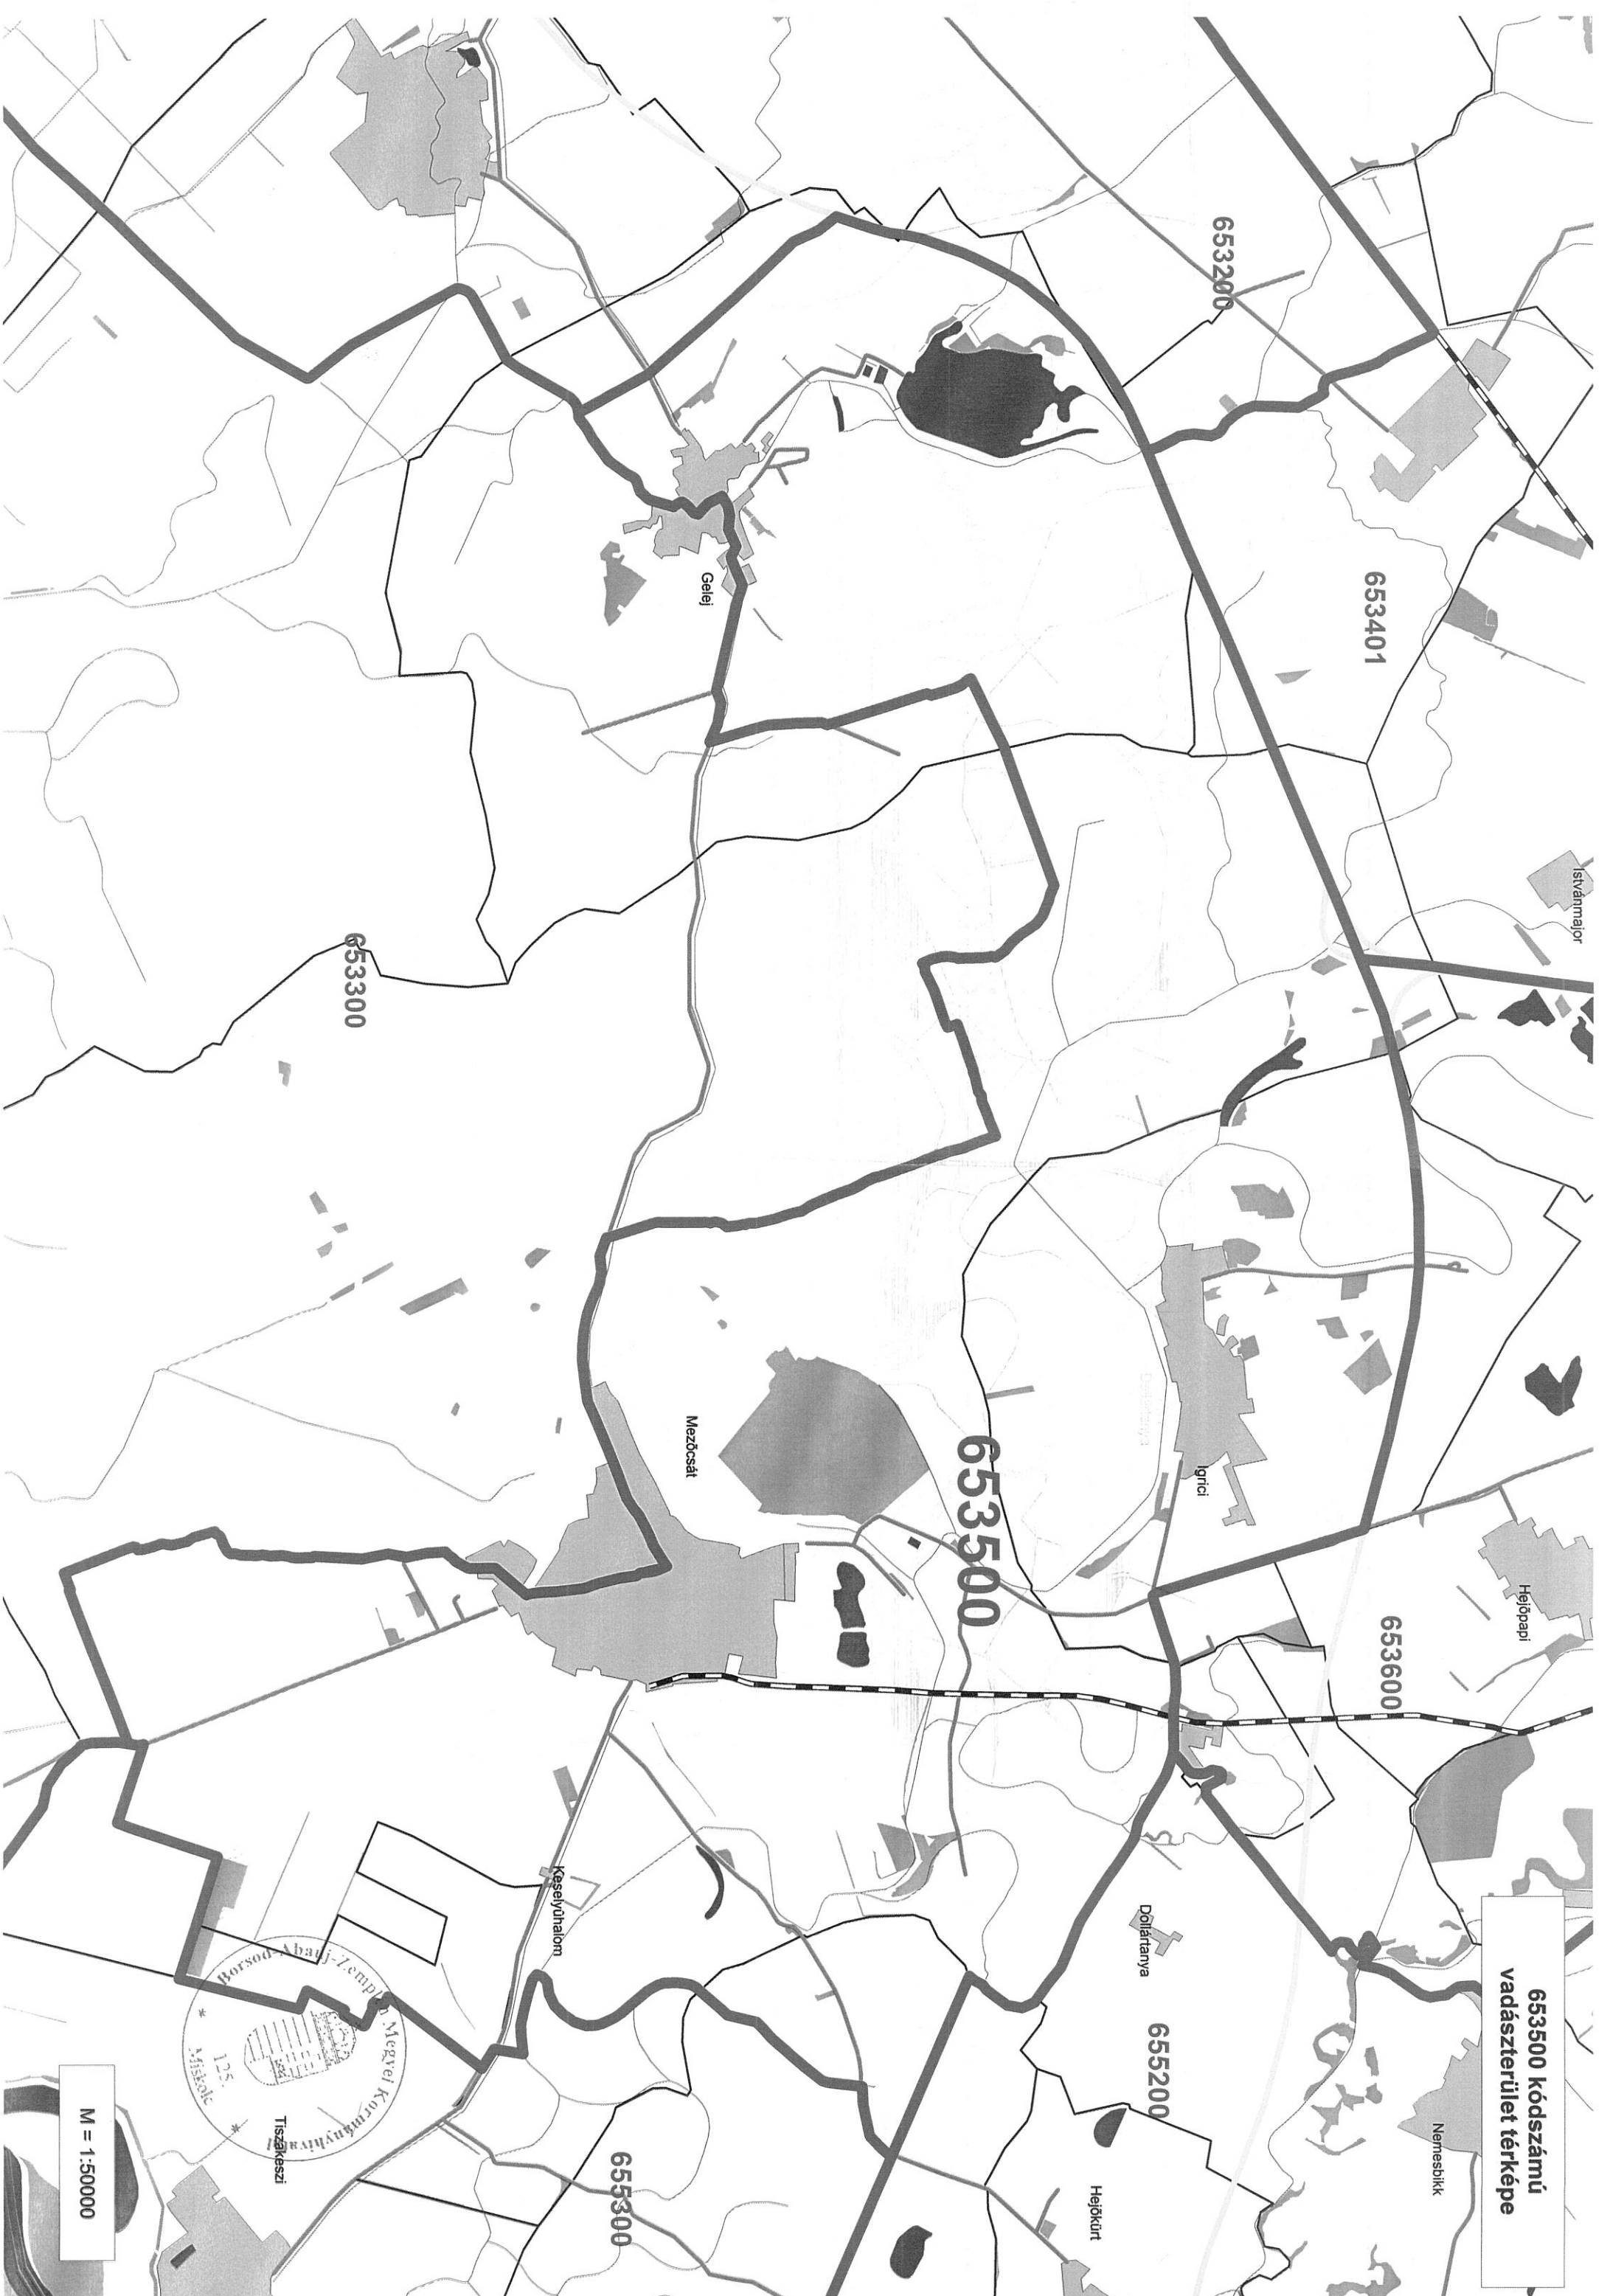 653500 kódszámú
vadászterület térképe
653200
653401
Istvánmajor
Gelej
653300
Igrici
Hejőpapi
653600
Mezőcsát
653500
Dollártanya
655200
Nemesbikk
Hejőkürt
Keselyűhalom
655300
Tiszakeszi
Borsod-Abaúj-Zemplén Megyei Kormányhivatal
* 125. *
Miskolc
M = 1:50000